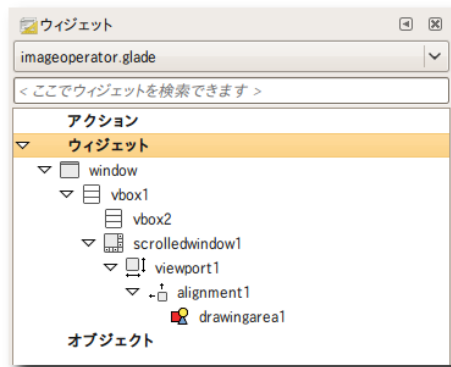 ウィジェット
imageoperator.glade
< ここでウィジェットを検索できます >
アクション
ウィジェット
window
vbox1
vbox2
scrolledwindow1
viewport1
alignment1
drawingarea1
オブジェクト